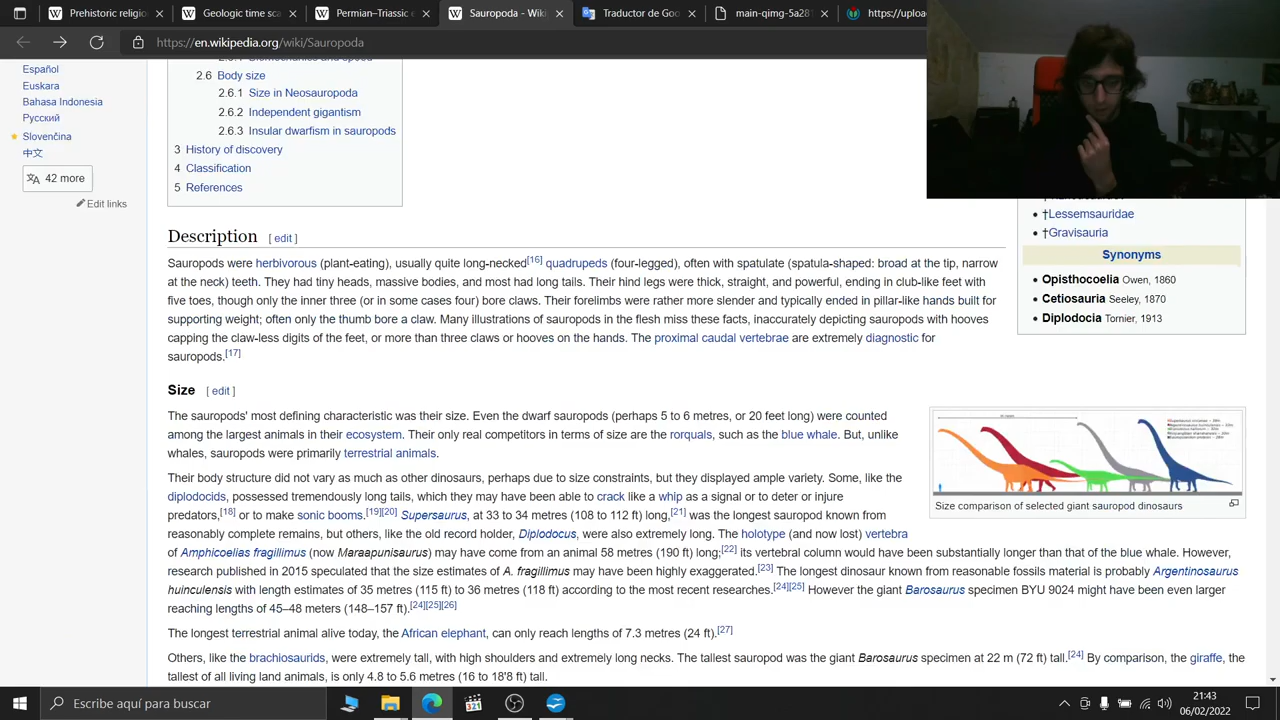 Prehistoric religio
Geologic time sca
Permian–Triassic e
Sauropoda - Wiki
Traductor de Goo
main-qimg-5a281
https://uploa
https://en.wikipedia.org/wiki/Sauropoda
Español
Euskara
Bahasa Indonesia
Русский
Slovenčina
中文
42 more
Edit links
2.6 Body size
2.6.1 Size in Neosauropoda
2.6.2 Independent gigantism
2.6.3 Insular dwarfism in sauropods
3 History of discovery
4 Classification
5 References
†Lessemsauridae
†Gravisauria
Synonyms
Opisthocoelia Owen, 1860
Cetiosauria Seeley, 1870
Diplodocia Tornier, 1913
Description [ edit ]
Sauropods were herbivorous (plant-eating), usually quite long-necked[16] quadrupeds (four-legged), often with spatulate (spatula-shaped: broad at the tip, narrow
at the neck) teeth. They had tiny heads, massive bodies, and most had long tails. Their hind legs were thick, straight, and powerful, ending in club-like feet with
five toes, though only the inner three (or in some cases four) bore claws. Their forelimbs were rather more slender and typically ended in pillar-like hands built for
supporting weight; often only the thumb bore a claw. Many illustrations of sauropods in the flesh miss these facts, inaccurately depicting sauropods with hooves
capping the claw-less digits of the feet, or more than three claws or hooves on the hands. The proximal caudal vertebrae are extremely diagnostic for
sauropods.[17]
Size [ edit ]
The sauropods' most defining characteristic was their size. Even the dwarf sauropods (perhaps 5 to 6 metres, or 20 feet long) were counted
among the largest animals in their ecosystem. Their only real competitors in terms of size are the rorquals, such as the blue whale. But, unlike
whales, sauropods were primarily terrestrial animals.
Their body structure did not vary as much as other dinosaurs, perhaps due to size constraints, but they displayed ample variety. Some, like the
diplodocids, possessed tremendously long tails, which they may have been able to crack like a whip as a signal or to deter or injure
predators,[18] or to make sonic booms.[19][20] Supersaurus, at 33 to 34 metres (108 to 112 ft) long,[21] was the longest sauropod known from
reasonably complete remains, but others, like the old record holder, Diplodocus, were also extremely long. The holotype (and now lost) vertebra
of Amphicoelias fragillimus (now Maraapunisaurus) may have come from an animal 58 metres (190 ft) long;[22] its vertebral column would have been substantially longer than that of the blue whale. However,
research published in 2015 speculated that the size estimates of A. fragillimus may have been highly exaggerated.[23] The longest dinosaur known from reasonable fossils material is probably Argentinosaurus
huinculensis with length estimates of 35 metres (115 ft) to 36 metres (118 ft) according to the most recent researches.[24][25] However the giant Barosaurus specimen BYU 9024 might have been even larger
reaching lengths of 45–48 meters (148–157 ft).[24][25][26]
The longest terrestrial animal alive today, the African elephant, can only reach lengths of 7.3 metres (24 ft).[27]
Others, like the brachiosaurids, were extremely tall, with high shoulders and extremely long necks. The tallest sauropod was the giant Barosaurus specimen at 22 m (72 ft) tall.[24] By comparison, the giraffe, the
tallest of all living land animals, is only 4.8 to 5.6 metres (16 to 18'8 ft) tall.
Size comparison of selected giant sauropod dinosaurs
Escribe aquí para buscar
321
21:43
06/02/2022